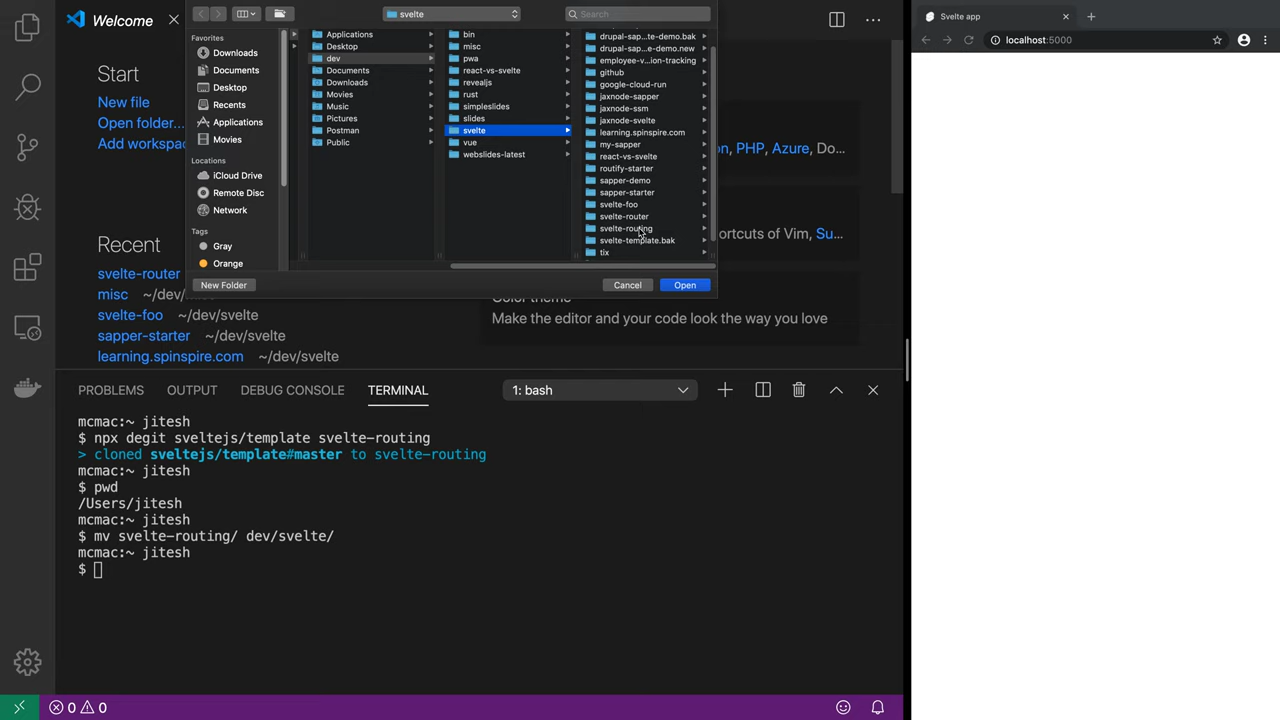 Welcome
Start
New file
Open folder...
Add workspa
Recent
svelte-router
misc ~/dev/
svelte-foo ~/dev/svelte
sapper-starter ~/dev/svelte
learning.spinspire.com ~/dev/svelte
svelte
Search
Favorites
Downloads
Documents
Desktop
Recents
Applications
Movies
Locations
iCloud Drive
Remote Disc
Network
Tags
Gray
Orange
Applications
Desktop
dev
Documents
Downloads
Movies
Music
Pictures
Postman
Public
bin
misc
pwa
react-vs-svelte
revealjs
rust
simpleslides
slides
svelte
vue
webslides-latest
drupal-sap...te-demo.bak
drupal-sap...e-demo.new
employee-v...ion-tracking
github
google-cloud-run
jaxnode-sapper
jaxnode-ssm
jaxnode-svelte
learning.spinspire.com
my-sapper
react-vs-svelte
routify-starter
sapper-demo
sapper-starter
svelte-foo
svelte-router
svelte-routing
svelte-template.bak
tix
New Folder
Cancel
Open
on, PHP, Azure, Do...
ortcuts of Vim, Su...
Color theme
Make the editor and your code look the way you love
PROBLEMS OUTPUT DEBUG CONSOLE TERMINAL 1: bash
mcmac:~ jitesh
$ npx degit sveltejs/template svelte-routing
> cloned sveltejs/template#master to svelte-routing
mcmac:~ jitesh
$ pwd
/Users/jitesh
mcmac:~ jitesh
$ mv svelte-routing/ dev/svelte/
mcmac:~ jitesh
$
0 0
Svelte app
localhost:5000